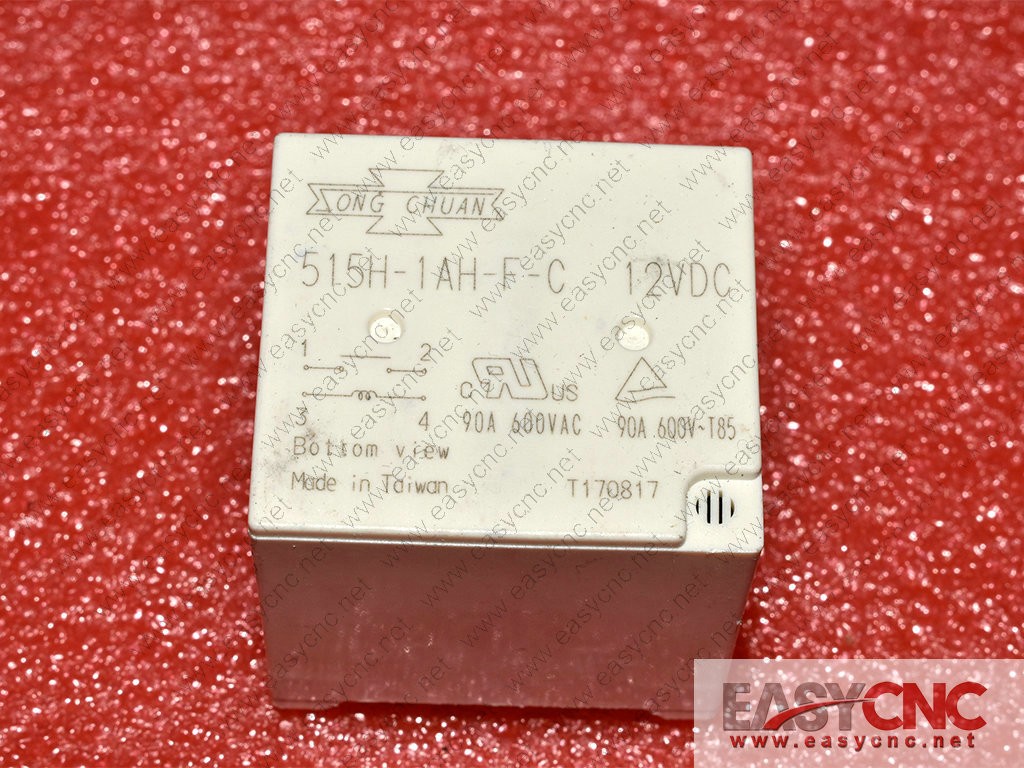 SONG CHUAN
515H-1AH-F-C 12VDC
1 2
3 4
c RU US
90A 600VAC 90A 600V~T85
Bottom view
Made in Taiwan T170817
EASYCNC
www.easycnc.net